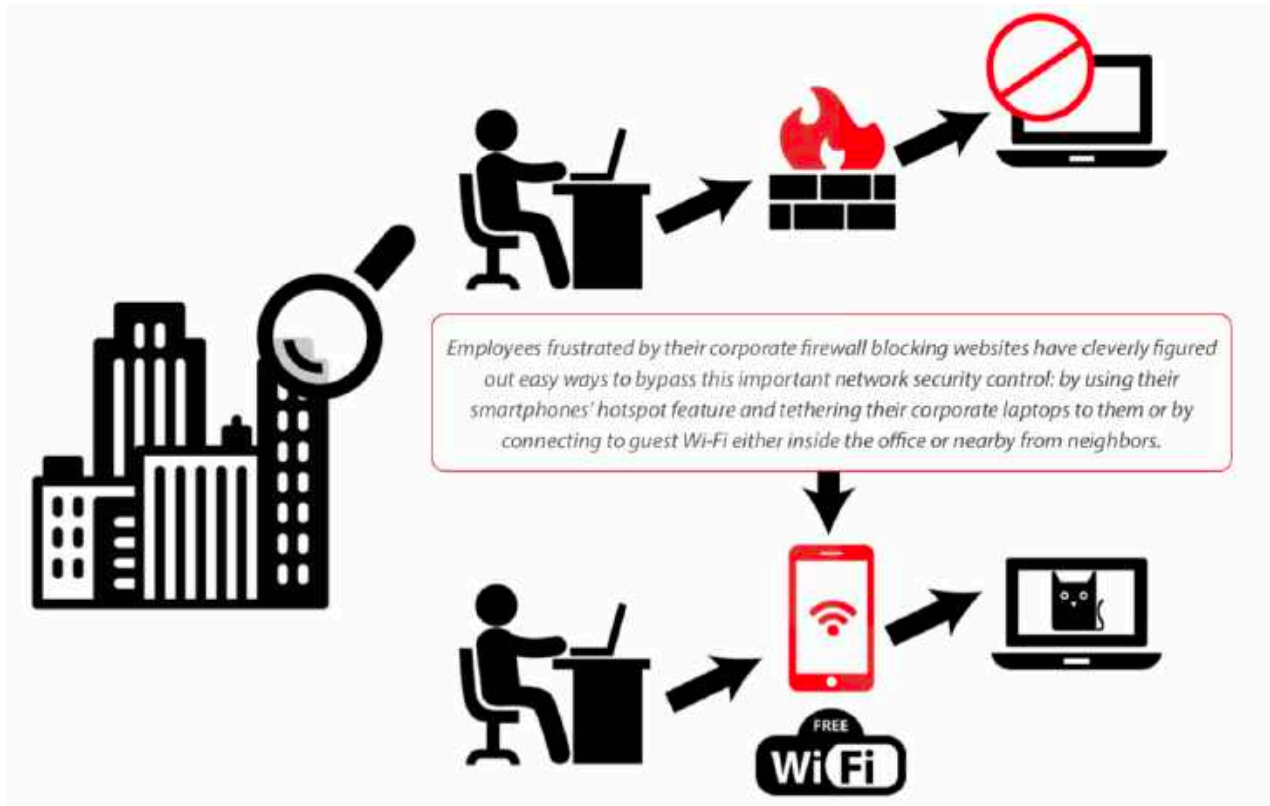 Employees frustrated by their corporate firewall blocking websites have cleverly figured
out easy ways to bypass this important network security control: by using their
smartphones' hotspot feature and tethering their corporate laptops to them or by
connecting to guest Wi-Fi either inside the office or nearby from neighbors.
FREE
WiFi